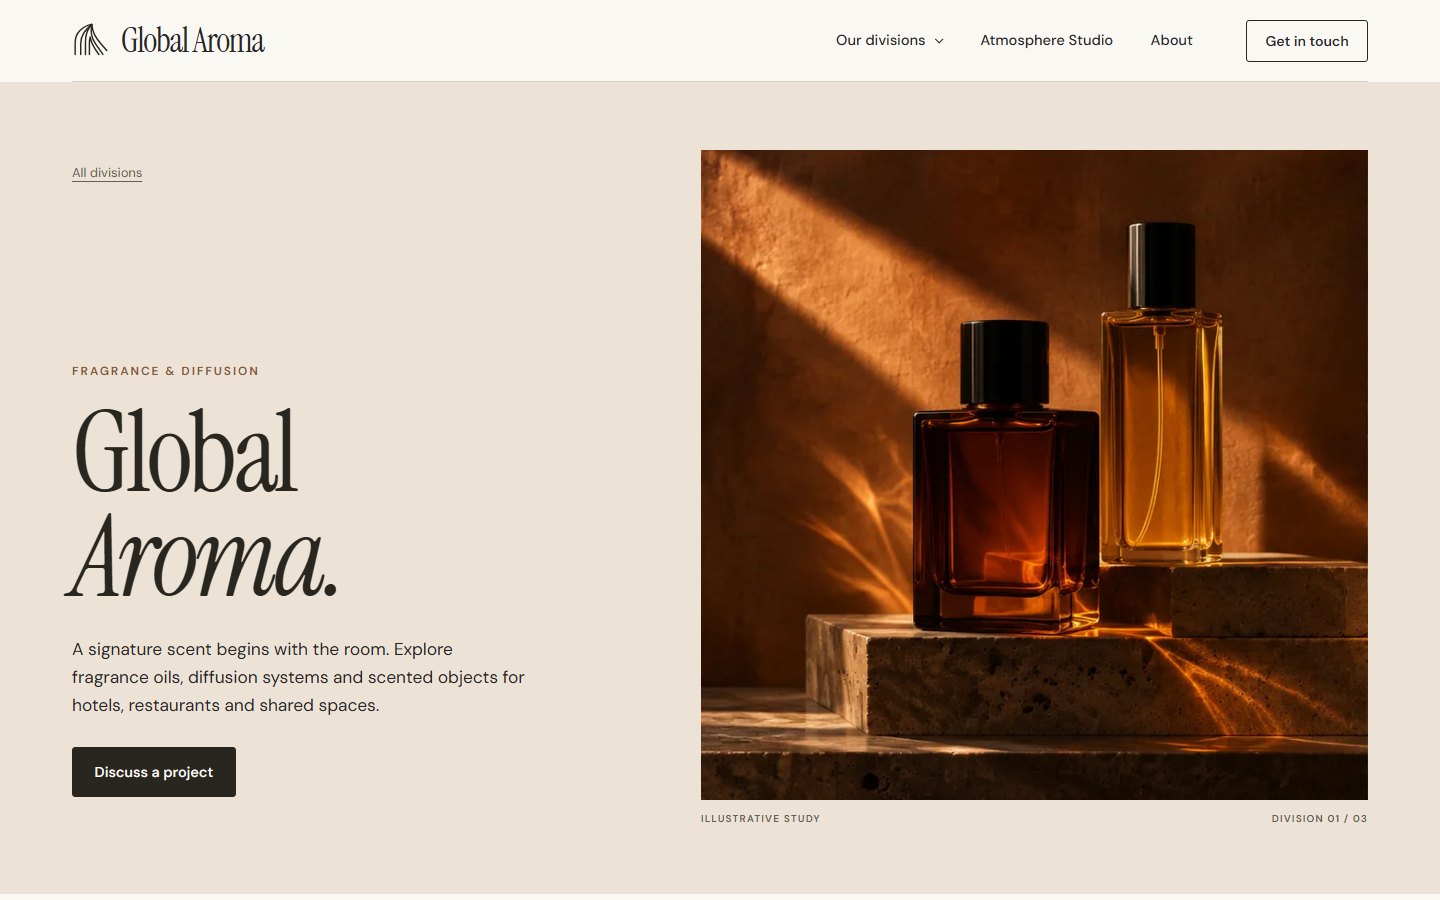 Global Aroma
Our divisions
Atmosphere Studio
About
Get in touch
All divisions
FRAGRANCE & DIFFUSION
Global
Aroma.
A signature scent begins with the room. Explore
fragrance oils, diffusion systems and scented objects for
hotels, restaurants and shared spaces.
Discuss a project
ILLUSTRATIVE STUDY
DIVISION 01 / 03